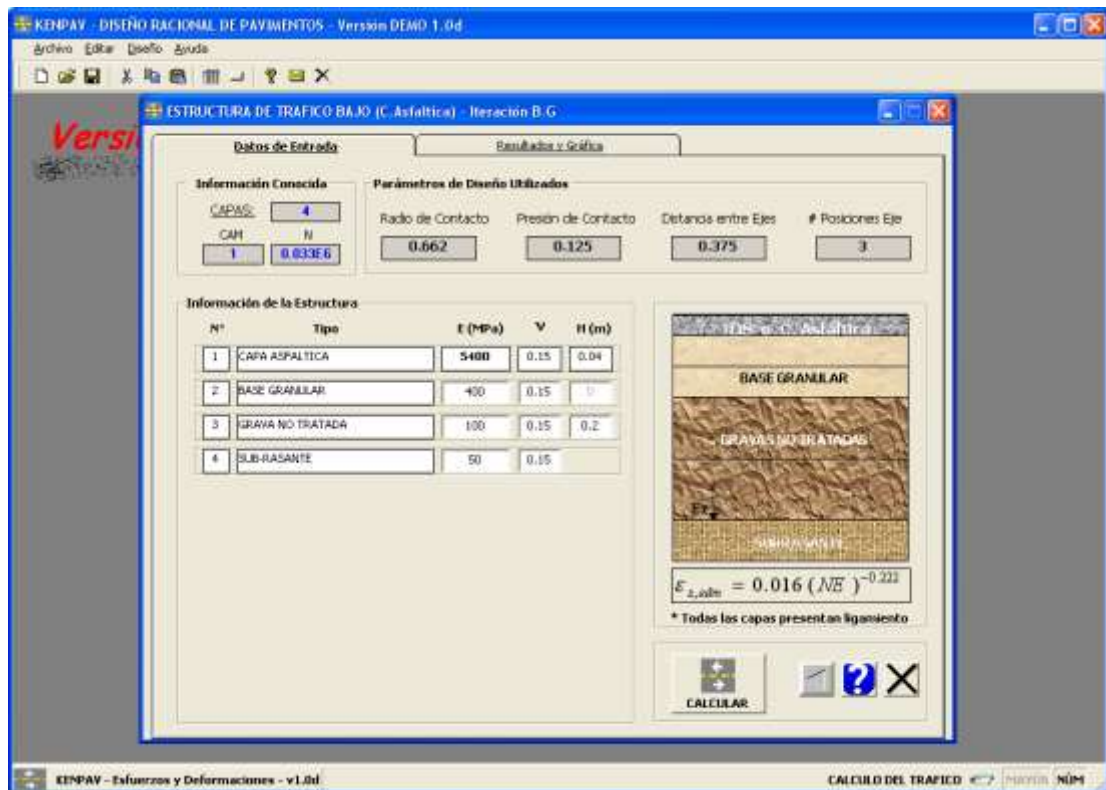 KENPAV - DISEÑO RACIONAL DE PAVIMENTOS - Versión DEMO 1.0d
Archivo Editar Diseño Ayuda
ESTRUCTURA DE TRAFICO BAJO (C.Asfaltica) - Iteración B.G
Versi
Datos de Entrada
Resultados y Gráfica
Información Conocida
CAPAS: 4
CAM N
1 0.033E6
Parámetros de Diseño Utilizados
Radio de Contacto Presión de Contacto Distancia entre Ejes # Posiciones Eje
0.662 0.125 0.375 3
Información de la Estructura
N° Tipo E (MPa) V H (m)
1 CAPA ASFALTICA 5400 0.15 0.04
2 BASE GRANULAR 400 0.15 0
3 GRAVA NO TRATADA 100 0.15 0.2
4 SUB-RASANTE 50 0.15
C. Asfaltica
BASE GRANULAR
GRAVAS NO TRATADAS
SUBRASANTE
ε z,adm = 0.016 (NE)^-0.222
* Todas las capas presentan ligamiento
CALCULAR
KENPAV - Esfuerzos y Deformaciones - v1.0d
CALCULO DEL TRAFICO MAYÚS NÚM